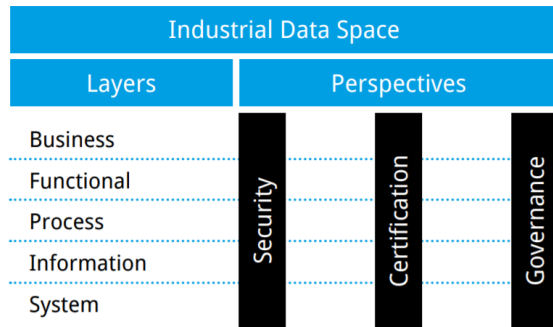 Industrial Data Space
Layers
Perspectives
Business
Functional
Process
Information
System
Security
Certification
Governance